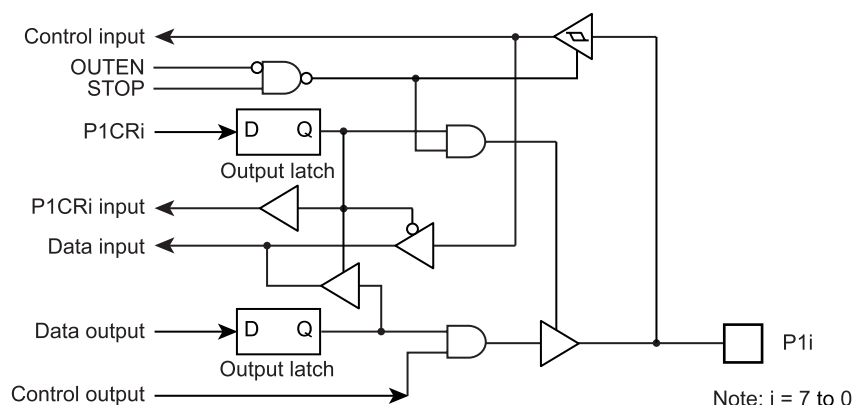 Control input
OUTEN
STOP
P1CRi
D Q
Output latch
P1CRi input
Data input
Data output
D Q
P1i
Output latch
Control output
Note: i = 7 to 0